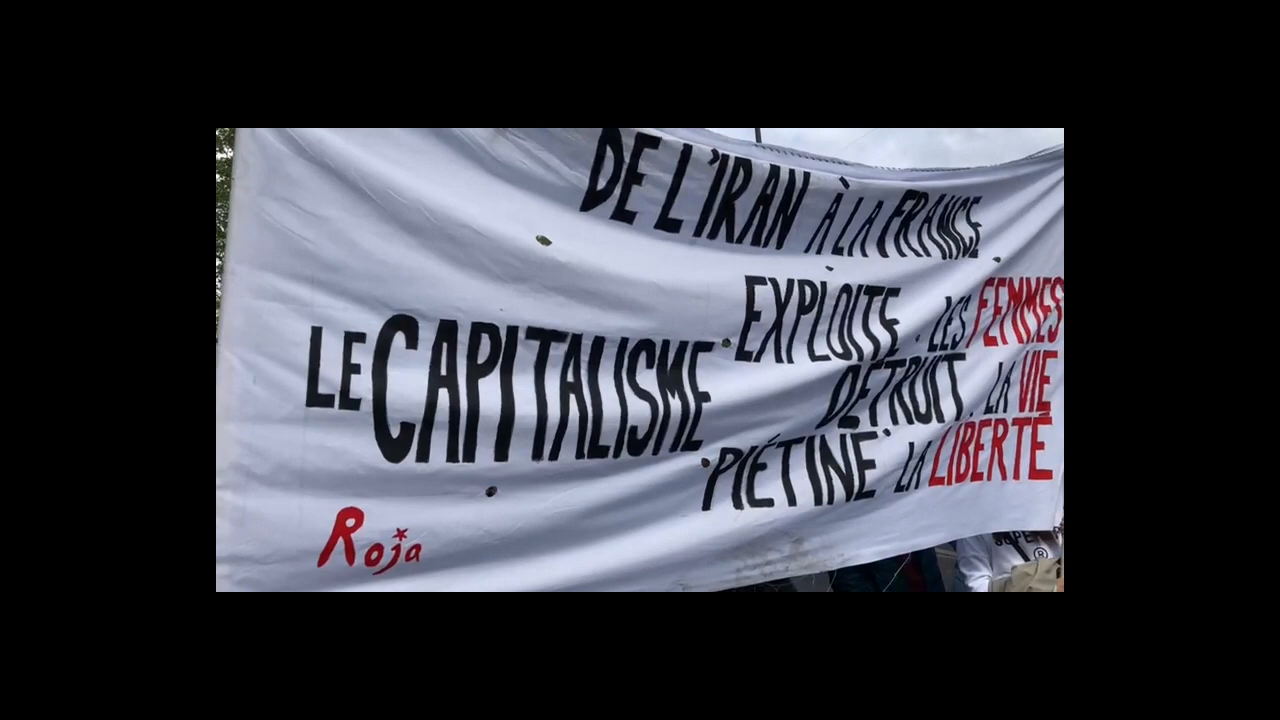 DE L'IRAN À LA FRANCE
LE CAPITALISME
EXPLOITE LES FEMMES
DÉTRUIT LA VIE
PIÉTINE LA LIBERTÉ
Roja